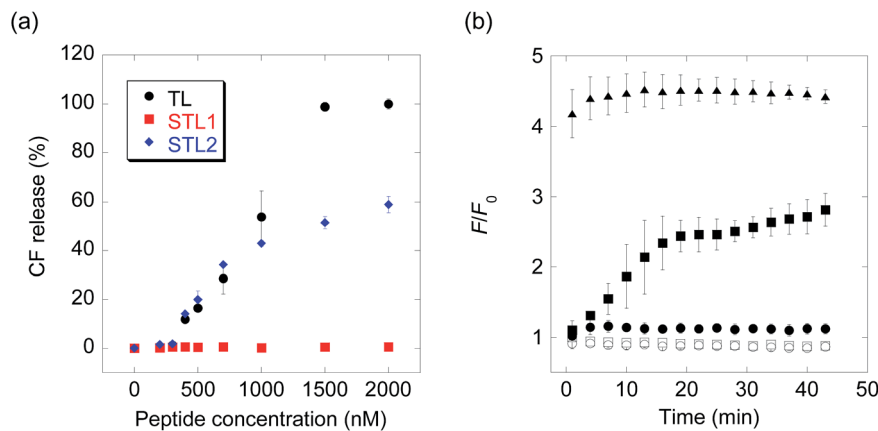 (a)
120
100
80
60
40
20
0
CF release (%)
TL
STL1
STL2
0 500 1000 1500 2000
Peptide concentration (nM)
(b)
5
4
3
2
1
F/F0
0 10 20 30 40 50
Time (min)